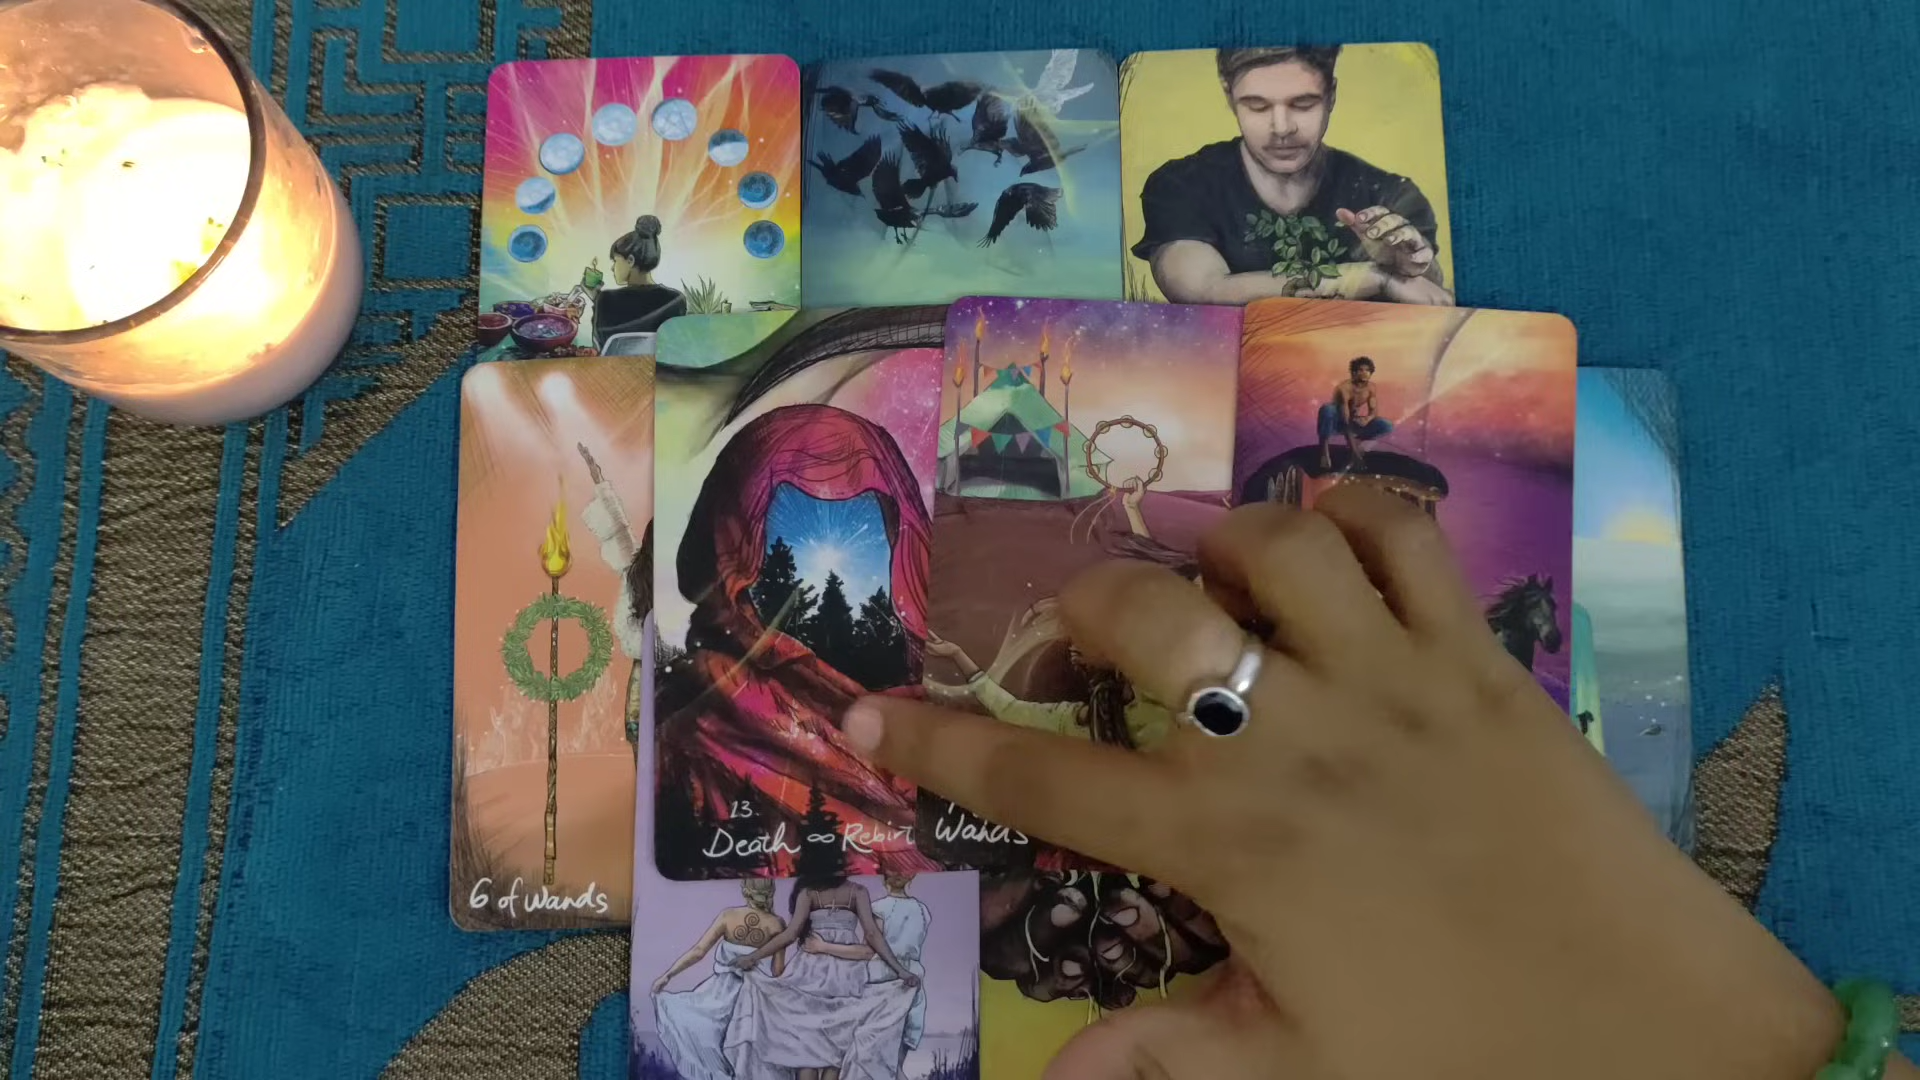 13.
Death ∞ Rebirt
Wands
6 of Wands